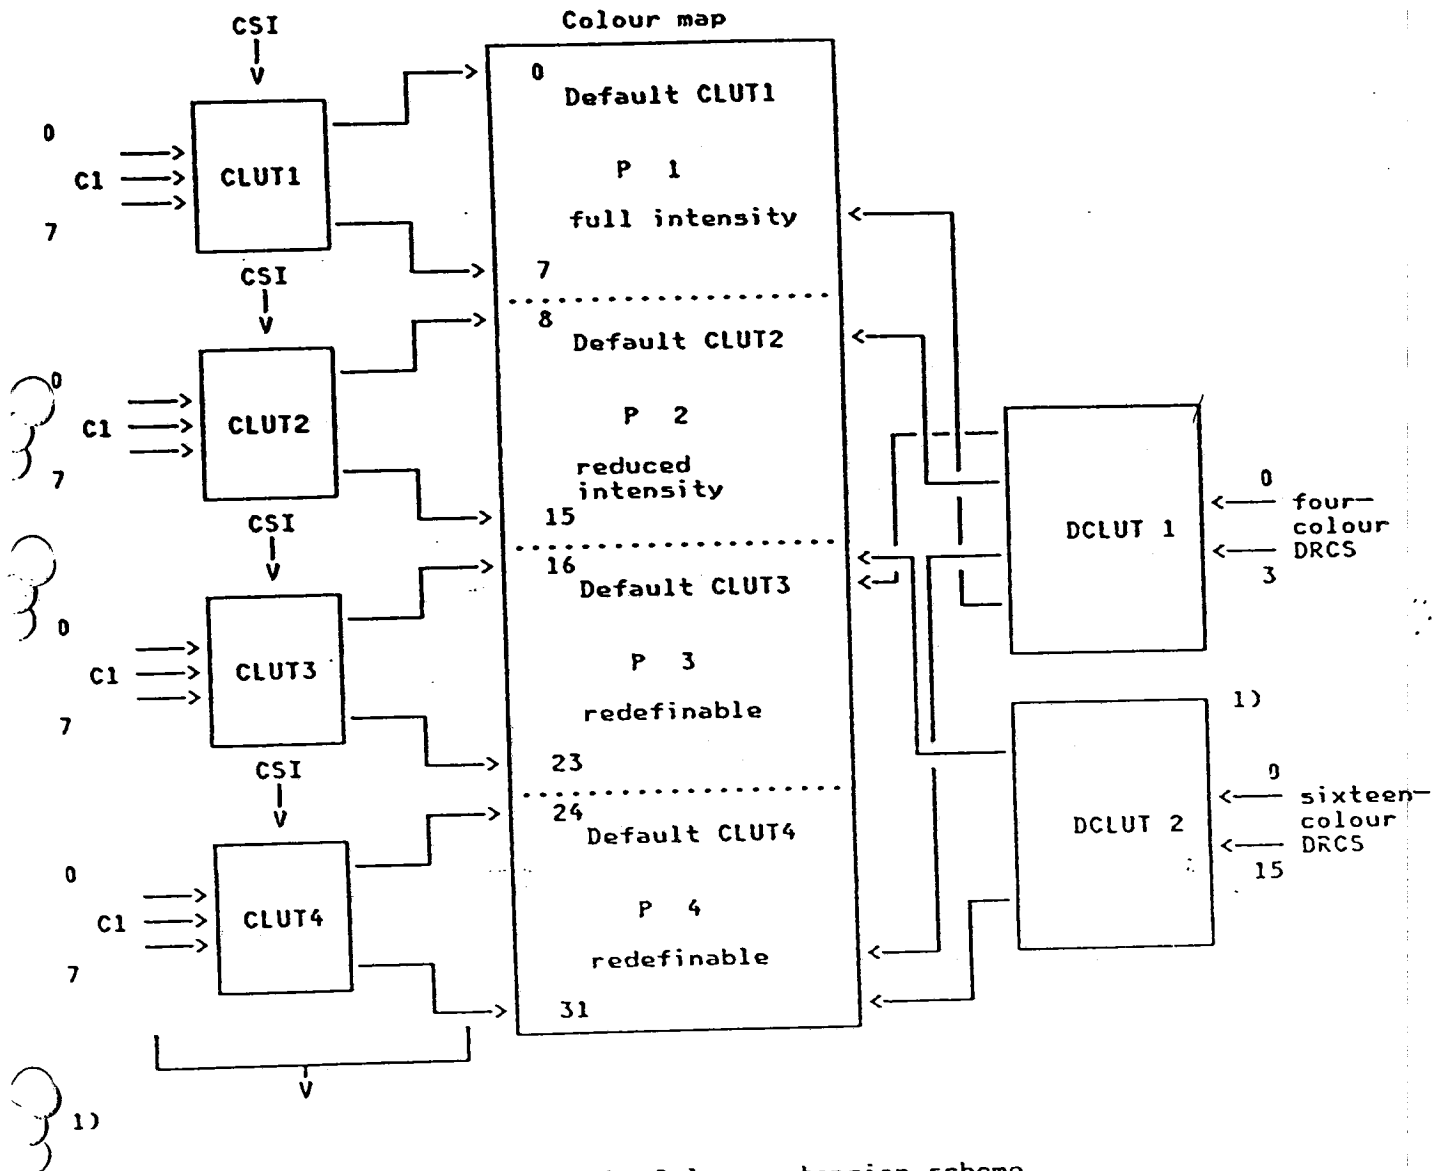 Colour map
CSI
0
C1
7
CLUT1
0
Default CLUT1
P 1
full intensity
7
CSI
0
C1
7
CLUT2
8
Default CLUT2
P 2
reduced
intensity
15
CSI
0
C1
7
CLUT3
16
Default CLUT3
P 3
redefinable
23
CSI
0
C1
7
CLUT4
24
Default CLUT4
P 4
redefinable
31
DCLUT 1
0
four-
colour
DRCS
3
1)
DCLUT 2
0
sixteen-
colour
DRCS
15
1)
scheme